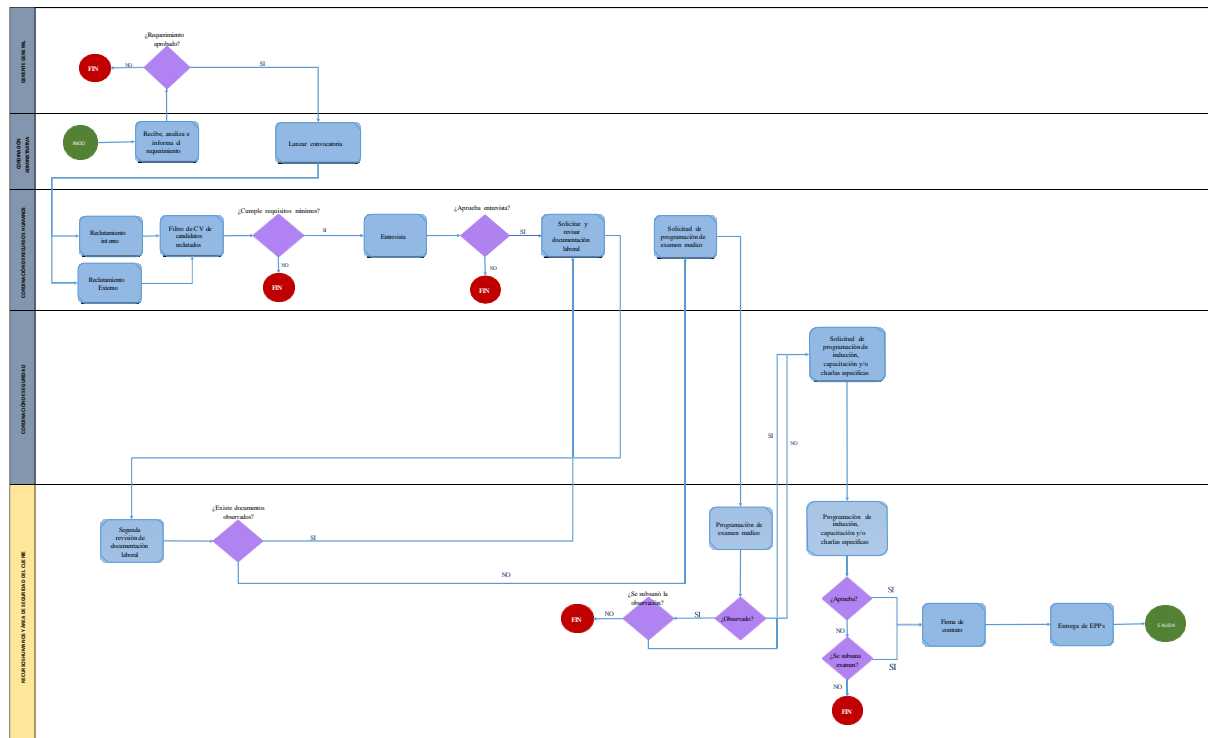 GERENTE GENERAL
¿Requerimiento
aprobado?
FIN
NO
SI
INICIO
Recibe, analiza e
informa el
requerimiento
Lanzar convocatoria
Reclutamiento
interno
Filtro de CV de
candidatos
reclutados
¿Cumple requisitos minimos?
SI
NO
FIN
Entrevista
¿Aprueba entrevista?
SI
NO
FIN
Solicitar y
revisar
documentación
laboral
Solicitud de
programación de
examen medico
Reclutamiento
Externo
Solicitud de
programación de
inducción,
capacitación y/o
charlas especificas
SI
NO
Segunda
revisión de
documentación
laboral
¿Existe documentos
observados?
SI
NO
Programación de
examen medico
Programación de
inducción,
capacitación y/o
charlas especificas
FIN
NO
¿Se subsanó la
observación?
SI
¿Observado?
¿Aprueba?
SI
NO
¿Se subsana
examen?
SI
NO
FIN
Firma de
contrato
Entrega de EPPs
SALIDA